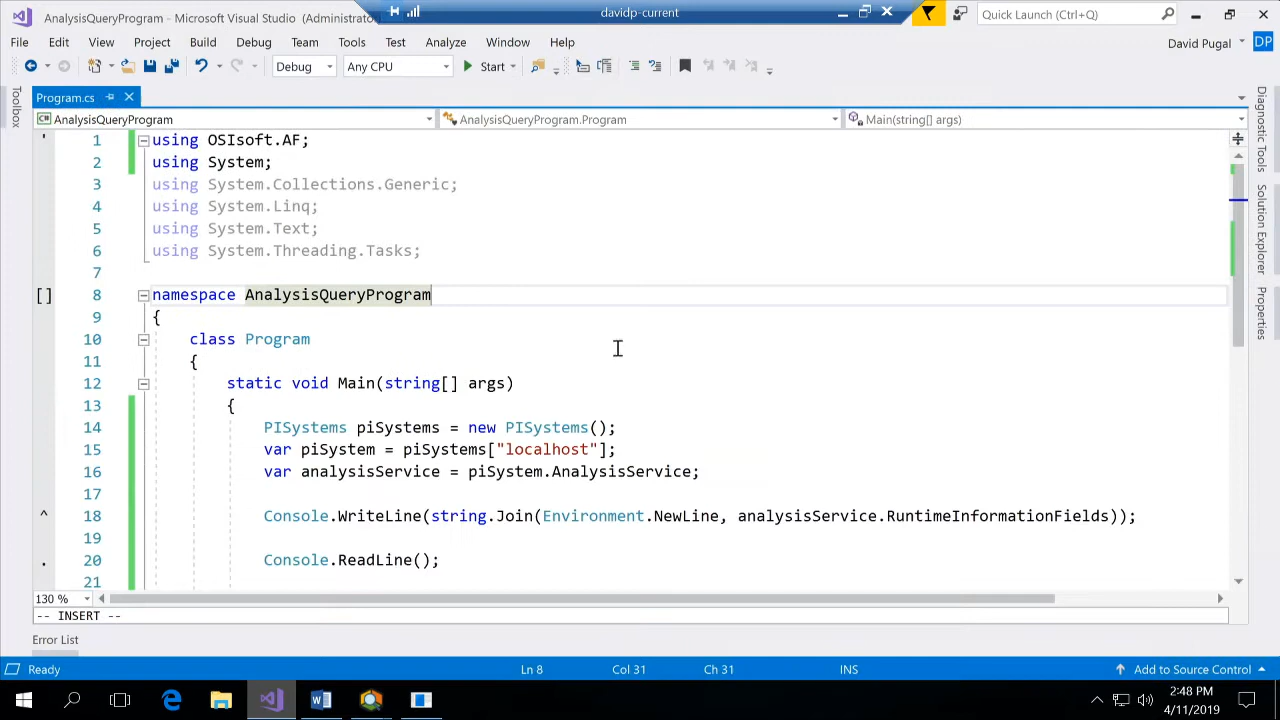 AnalysisQueryProgram - Microsoft Visual Studio (Administrato
davidp-current
Quick Launch (Ctrl+Q)
File Edit View Project Build Debug Team Tools Test Analyze Window Help
David Pugal
DP
Debug
Any CPU
Start
Program.cs
AnalysisQueryProgram
AnalysisQueryProgram.Program
Main(string[] args)
Toolbox
Diagnostic Tools
Solution Explorer
Properties
' 1 using OSIsoft.AF;
2 using System;
3 using System.Collections.Generic;
4 using System.Linq;
5 using System.Text;
6 using System.Threading.Tasks;
7
[] 8 namespace AnalysisQueryProgram
9 {
10 class Program
11 {
12 static void Main(string[] args)
13 {
14 PISystems piSystems = new PISystems();
15 var piSystem = piSystems["localhost"];
16 var analysisService = piSystem.AnalysisService;
17
^ 18 Console.WriteLine(string.Join(Environment.NewLine, analysisService.RuntimeInformationFields));
19
. 20 Console.ReadLine();
21
130 %
-- INSERT --
Error List
Ready Ln 8 Col 31 Ch 31 INS Add to Source Control
2:48 PM
4/11/2019